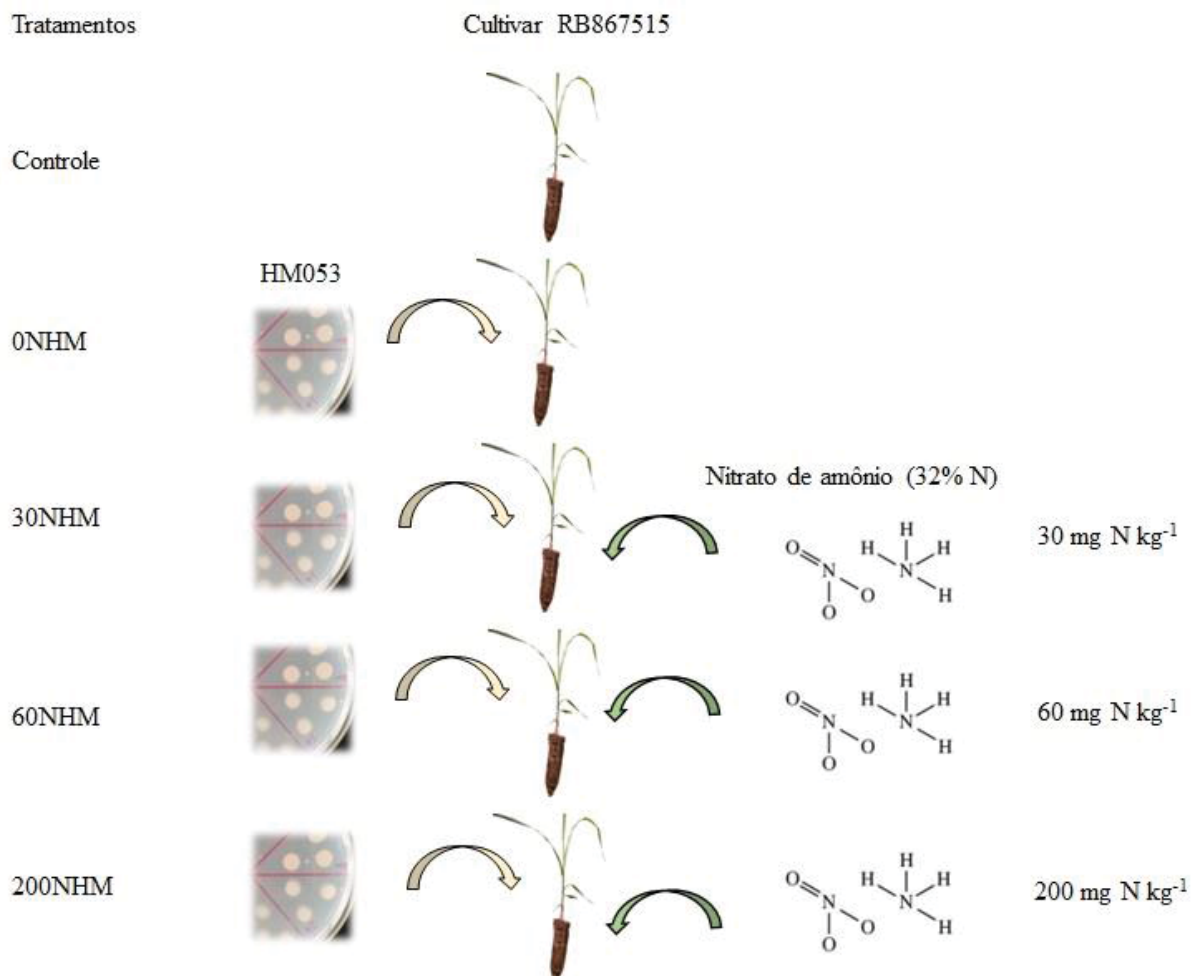 Tratamentos
Cultivar RB867515
Controle
HM053
0NHM
30NHM
Nitrato de amônio (32% N)
O
N
O
O
H
H
N
H
H
30 mg N kg-1
60NHM
O
N
O
O
H
H
N
H
H
60 mg N kg-1
200NHM
O
N
O
O
H
H
N
H
H
200 mg N kg-1